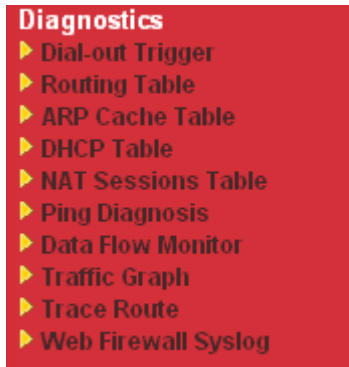 Diagnostics
Dial-out Trigger
Routing Table
ARP Cache Table
DHCP Table
NAT Sessions Table
Ping Diagnosis
Data Flow Monitor
Traffic Graph
Trace Route
Web Firewall Syslog